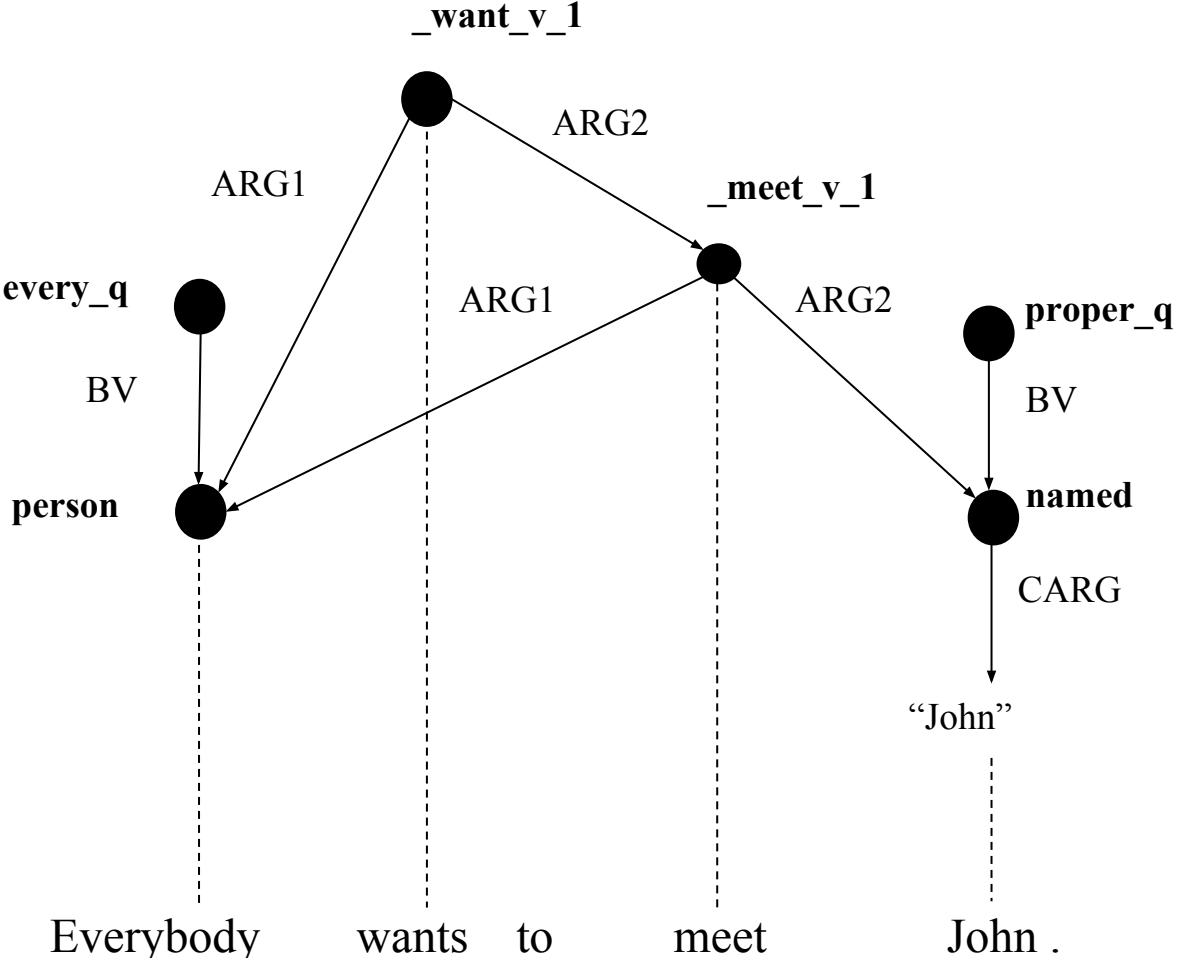 _want_v_1
ARG2
ARG1
_meet_v_1
every_q
ARG1
ARG2
proper_q
BV
BV
person
named
CARG
“John”
Everybody wants to meet John .